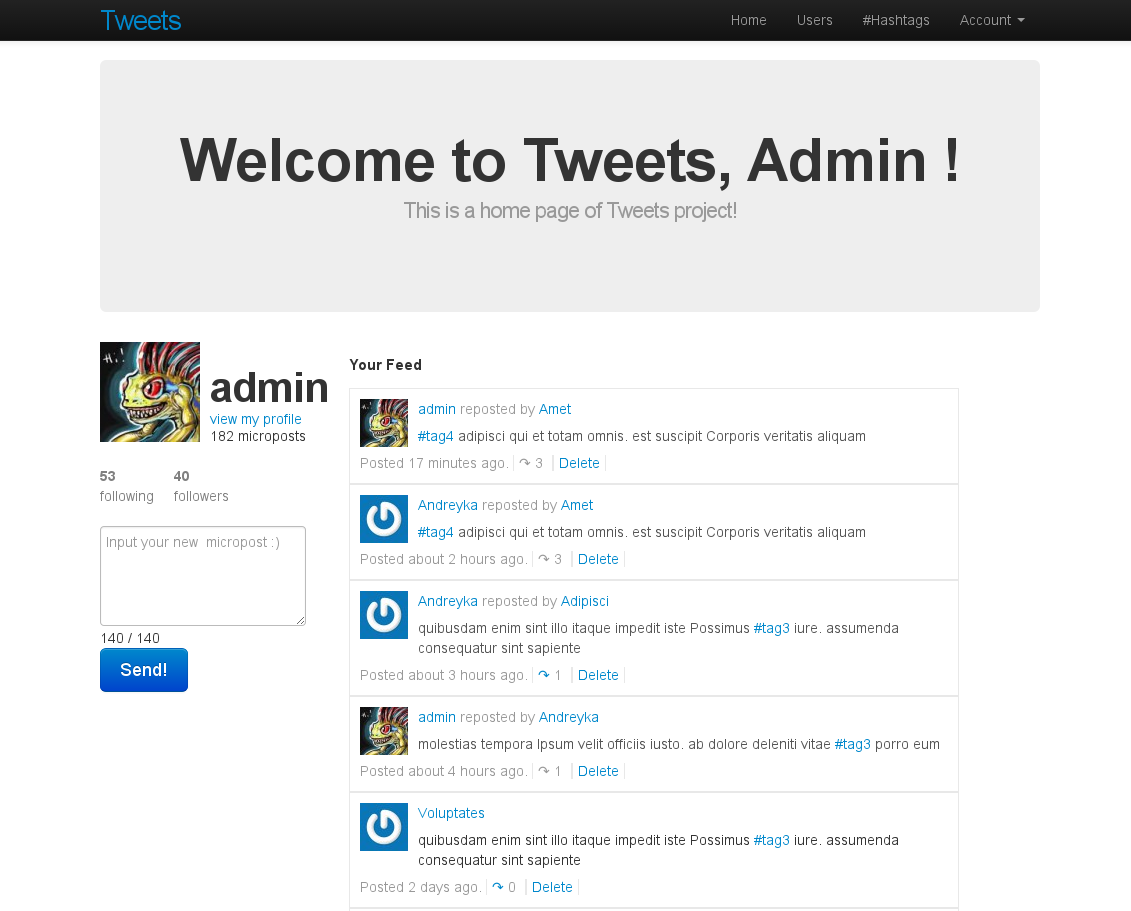 Tweets
Home Users #Hashtags Account
Welcome to Tweets, Admin !
This is a home page of Tweets project!
Hi!
admin
view my profile
182 microposts
53 40
following followers
Input your new  micropost :)
140 / 140
Send!
Your Feed
admin reposted by Amet
#tag4 adipisci qui et totam omnis. est suscipit Corporis veritatis aliquam
Posted 17 minutes ago. ↷ 3 Delete
Andreyka reposted by Amet
#tag4 adipisci qui et totam omnis. est suscipit Corporis veritatis aliquam
Posted about 2 hours ago. ↷ 3 Delete
Andreyka reposted by Adipisci
quibusdam enim sint illo itaque impedit iste Possimus #tag3 iure. assumenda
consequatur sint sapiente
Posted about 3 hours ago. ↷ 1 Delete
admin reposted by Andreyka
molestias tempora Ipsum velit officiis iusto. ab dolore deleniti vitae #tag3 porro eum
Posted about 4 hours ago. ↷ 1 Delete
Voluptates
quibusdam enim sint illo itaque impedit iste Possimus #tag3 iure. assumenda
consequatur sint sapiente
Posted 2 days ago. ↷ 0 Delete